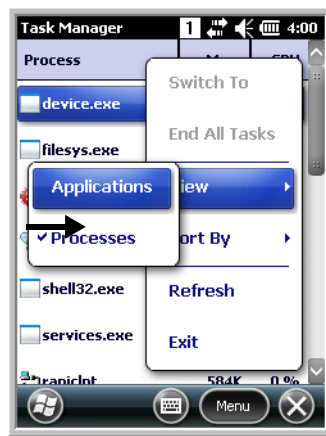 Task Manager 1 4:00
Process M CPU
Switch To
device.exe
End All Tasks
filesys.exe
Applications iew
Processes ort By
shell32.exe Refresh
services.exe Exit
rapiclnt 584K 0 %
Menu